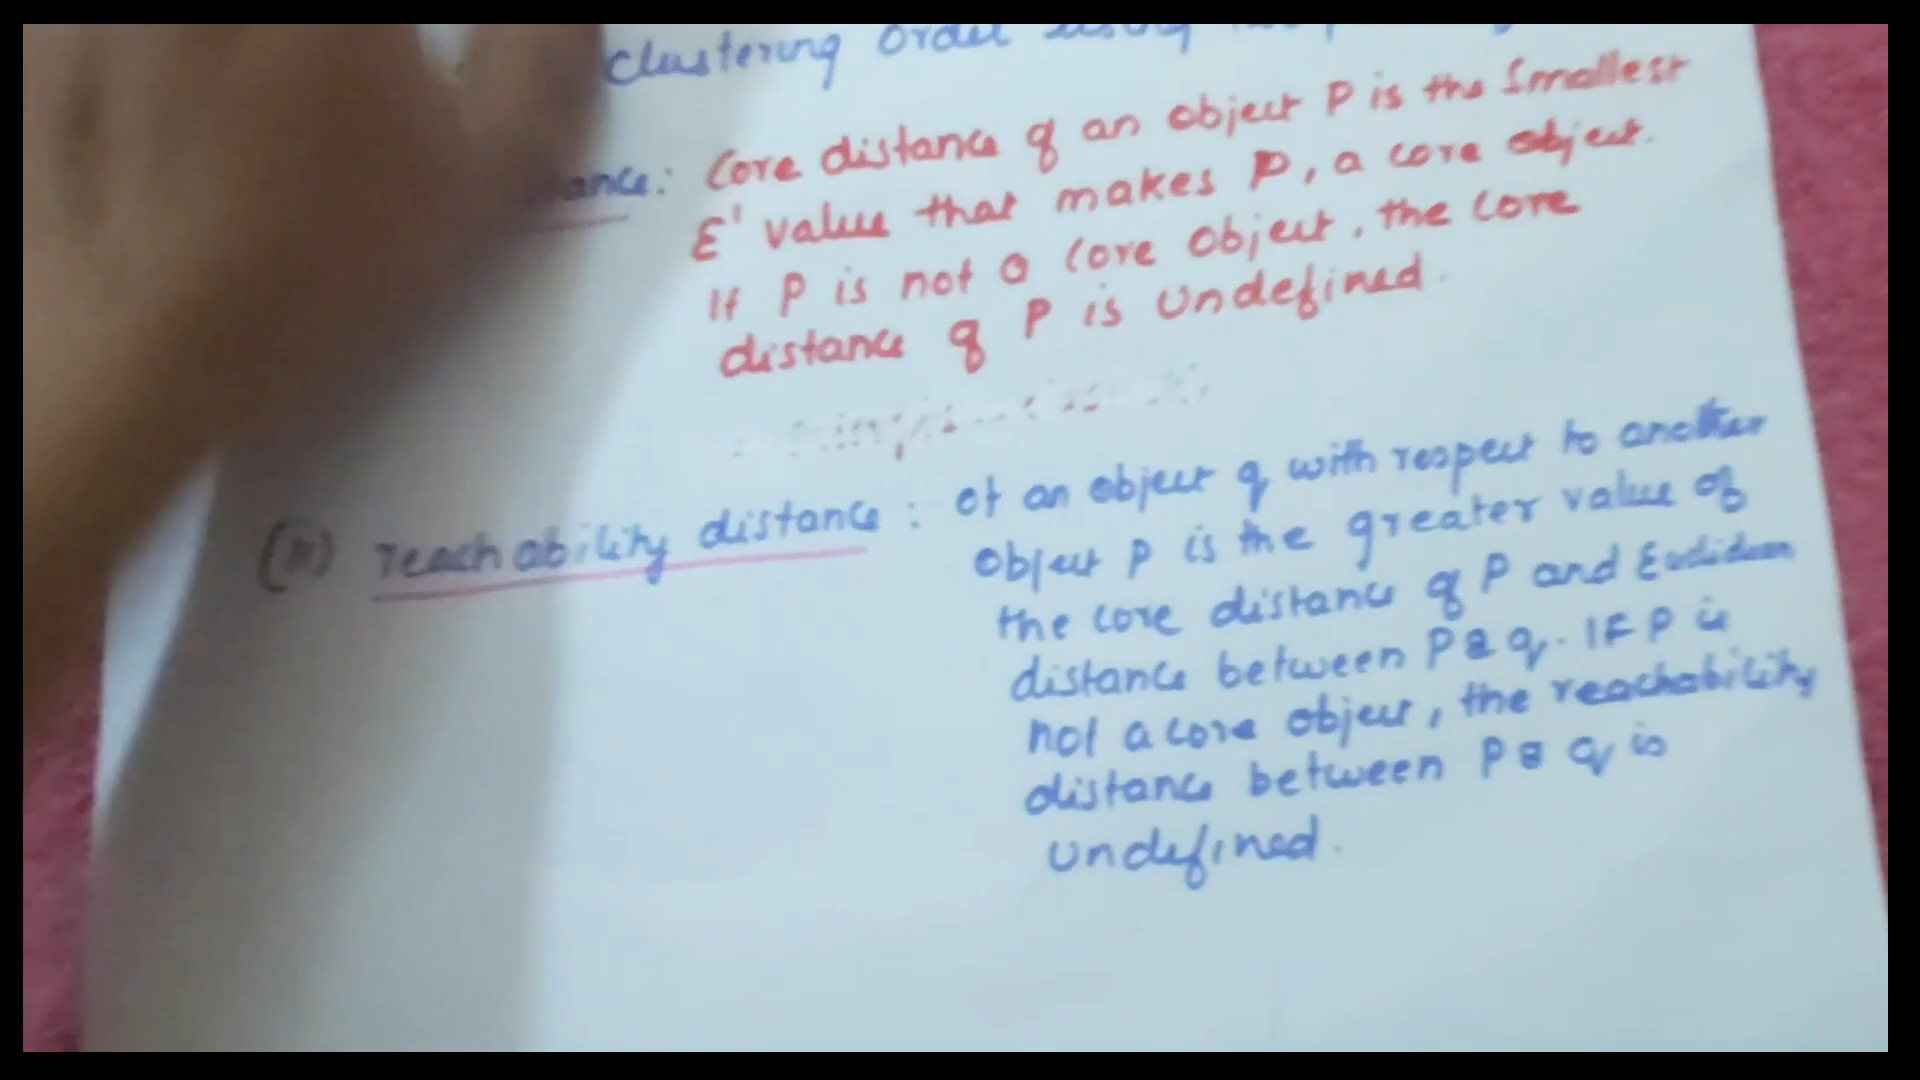 Clustering order using
Core distance of an object P is the Smallest
ε' value that makes P, a core object.
If P is not a core object, the core
distance of P is undefined.
(ii) reachability distance : of an object q with respect to another
object P is the greater value of
the core distance of P and Euclidean
distance between P & q. If P is
not a core object, the reachability
distance between P & q is
undefined.